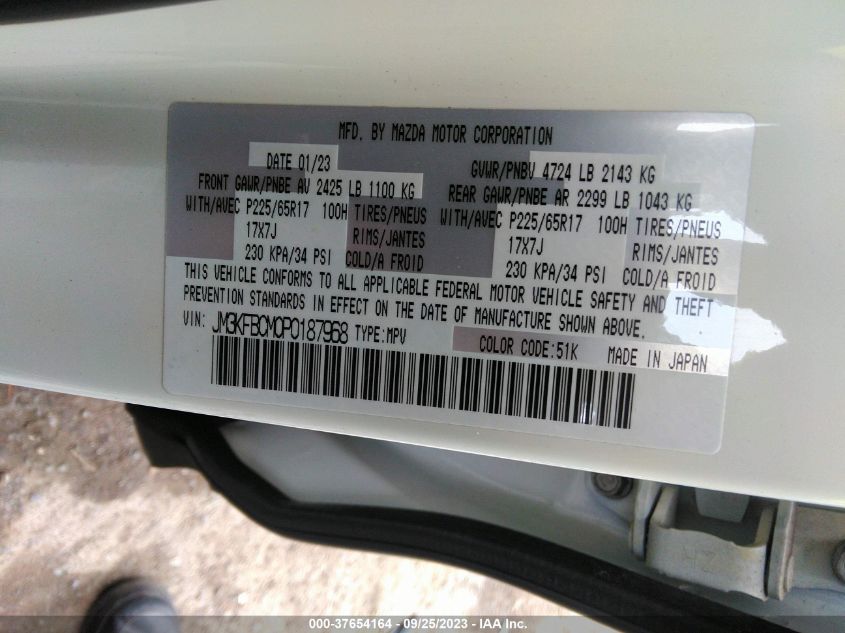 MFD. BY MAZDA MOTOR CORPORATION
DATE 01/23 GVWR/PNBV 4724 LB 2143 KG
FRONT GAWR/PNBE AV 2425 LB 1100 KG REAR GAWR/PNBE AR 2299 LB 1043 KG
WITH/AVEC P225/65R17 100H TIRES/PNEUS WITH/AVEC P225/65R17 100H TIRES/PNEUS
17X7J RIMS/JANTES 17X7J RIMS/JANTES
230 KPA/34 PSI COLD/A FROID 230 KPA/34 PSI COLD/A FROID
THIS VEHICLE CONFORMS TO ALL APPLICABLE FEDERAL MOTOR VEHICLE SAFETY AND THEFT
PREVENTION STANDARDS IN EFFECT ON THE DATE OF MANUFACTURE SHOWN ABOVE.
VIN: JM3KFBCM0P0187968 TYPE:MPV COLOR CODE:51K MADE IN JAPAN
000-37654164 - 09/25/2023 - IAA Inc.